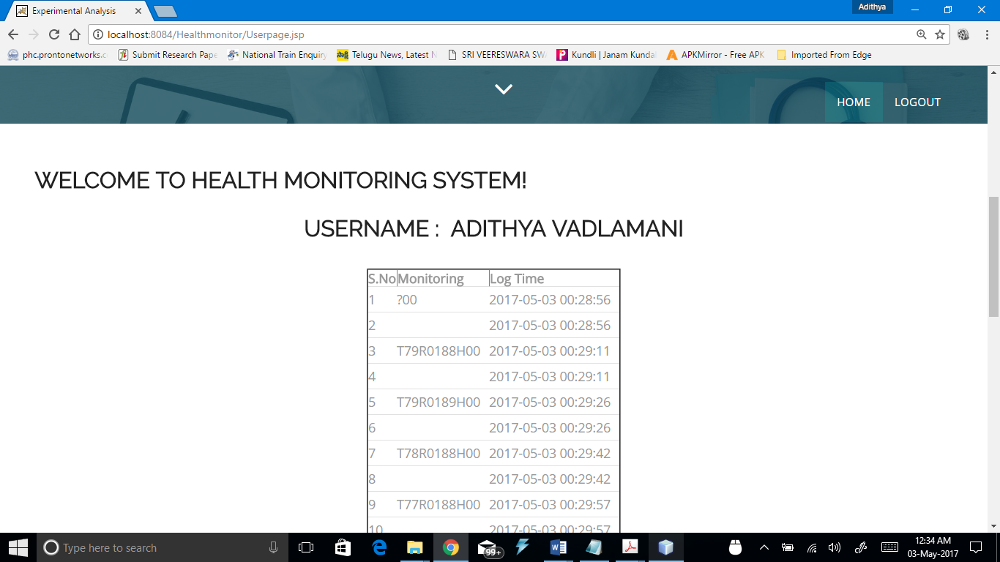 Experimental Analysis
Adithya
localhost:8084/Healthmonitor/Userpage.jsp
phc.prontonetworks.c Submit Research Pape National Train Enquiry Telugu News, Latest N SRI VEERESWARA SWA Kundli | Janam Kunda APKMirror - Free APK Imported From Edge
HOME LOGOUT
WELCOME TO HEALTH MONITORING SYSTEM!
USERNAME : ADITHYA VADLAMANI
S.No Monitoring Log Time
1 ?00 2017-05-03 00:28:56
2 2017-05-03 00:28:56
3 T79R0188H00 2017-05-03 00:29:11
4 2017-05-03 00:29:11
5 T79R0189H00 2017-05-03 00:29:26
6 2017-05-03 00:29:26
7 T78R0188H00 2017-05-03 00:29:42
8 2017-05-03 00:29:42
9 T77R0188H00 2017-05-03 00:29:57
10 2017-05-03 00:29:57
Type here to search
99+
12:34 AM
03-May-2017